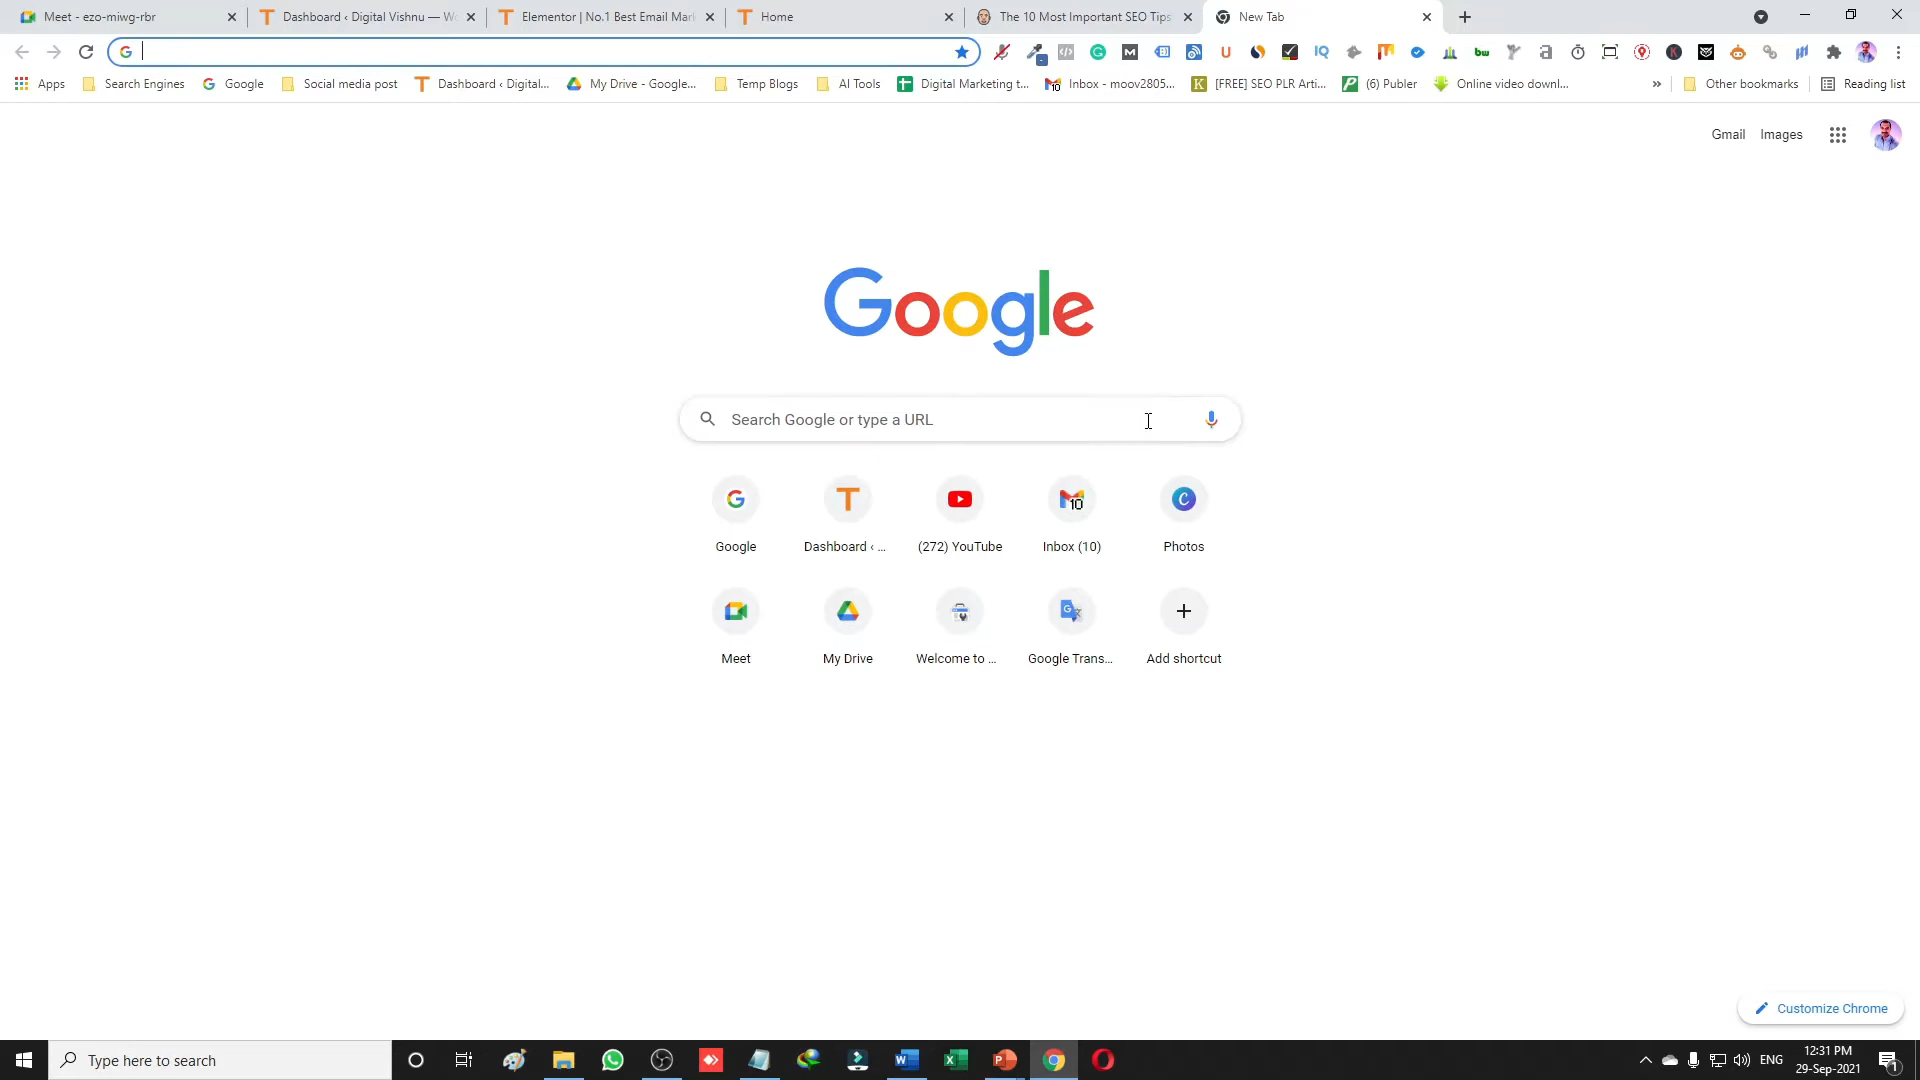 Meet - ezo-miwg-rbr
Dashboard ‹ Digital Vishnu — Wo
Elementor | No.1 Best Email Mar
Home
The 10 Most Important SEO Tips
New Tab
Apps
Search Engines
Google
Social media post
Dashboard ‹ Digital...
My Drive - Google...
Temp Blogs
AI Tools
Digital Marketing t...
Inbox - moov2805...
[FREE] SEO PLR Arti...
(6) Publer
Online video downl...
»
Other bookmarks
Reading list
Gmail
Images
Google
Search Google or type a URL
Google
Dashboard ‹ ...
(272) YouTube
Inbox (10)
Photos
Meet
My Drive
Welcome to ...
Google Trans...
Add shortcut
Customize Chrome
Type here to search
ENG
12:31 PM
29-Sep-2021